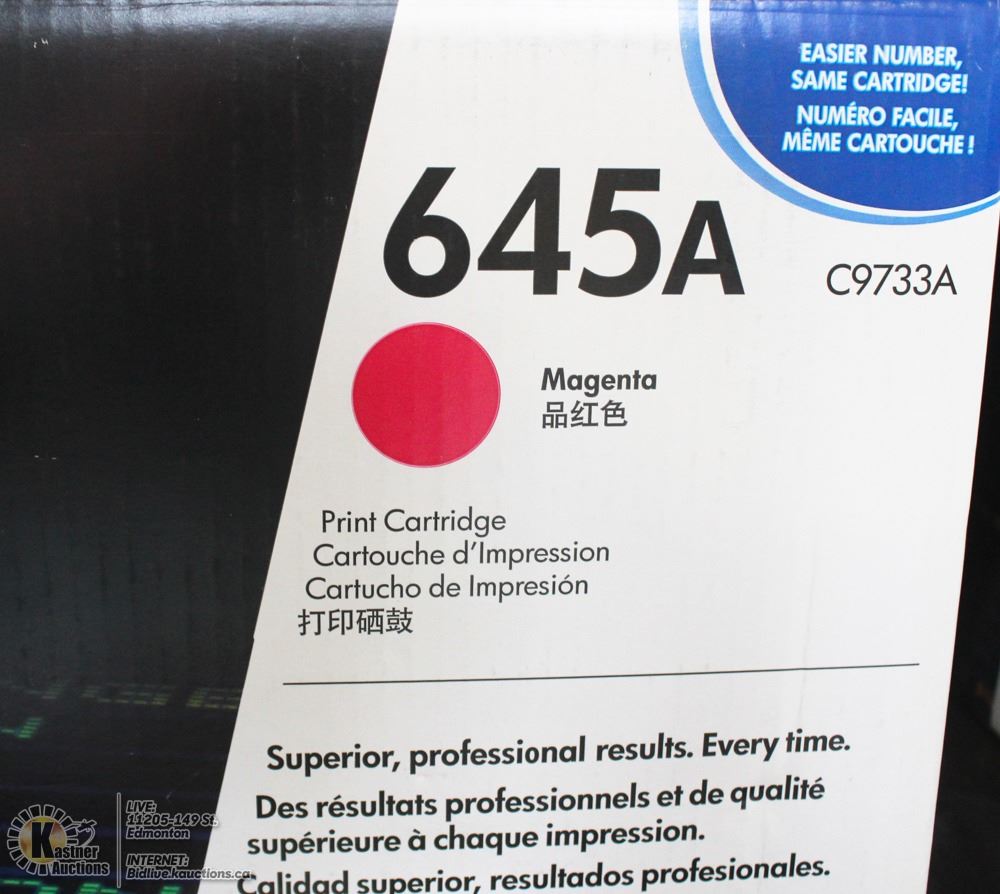 EASIER NUMBER,
SAME CARTRIDGE!
NUMÉRO FACILE,
MÊME CARTOUCHE!
645A
C9733A
Magenta
品红色
Print Cartridge
Cartouche d'Impression
Cartucho de Impresión
打印硒鼓
Superior, professional results. Every time.
Des résultats professionnels et de qualité
supérieure à chaque impression.
Calidad superior, resultados profesionales.
Kastner
Auctions
LIVE:
11205-149 St.
Edmonton
INTERNET:
Bidlive.kauctions.ca